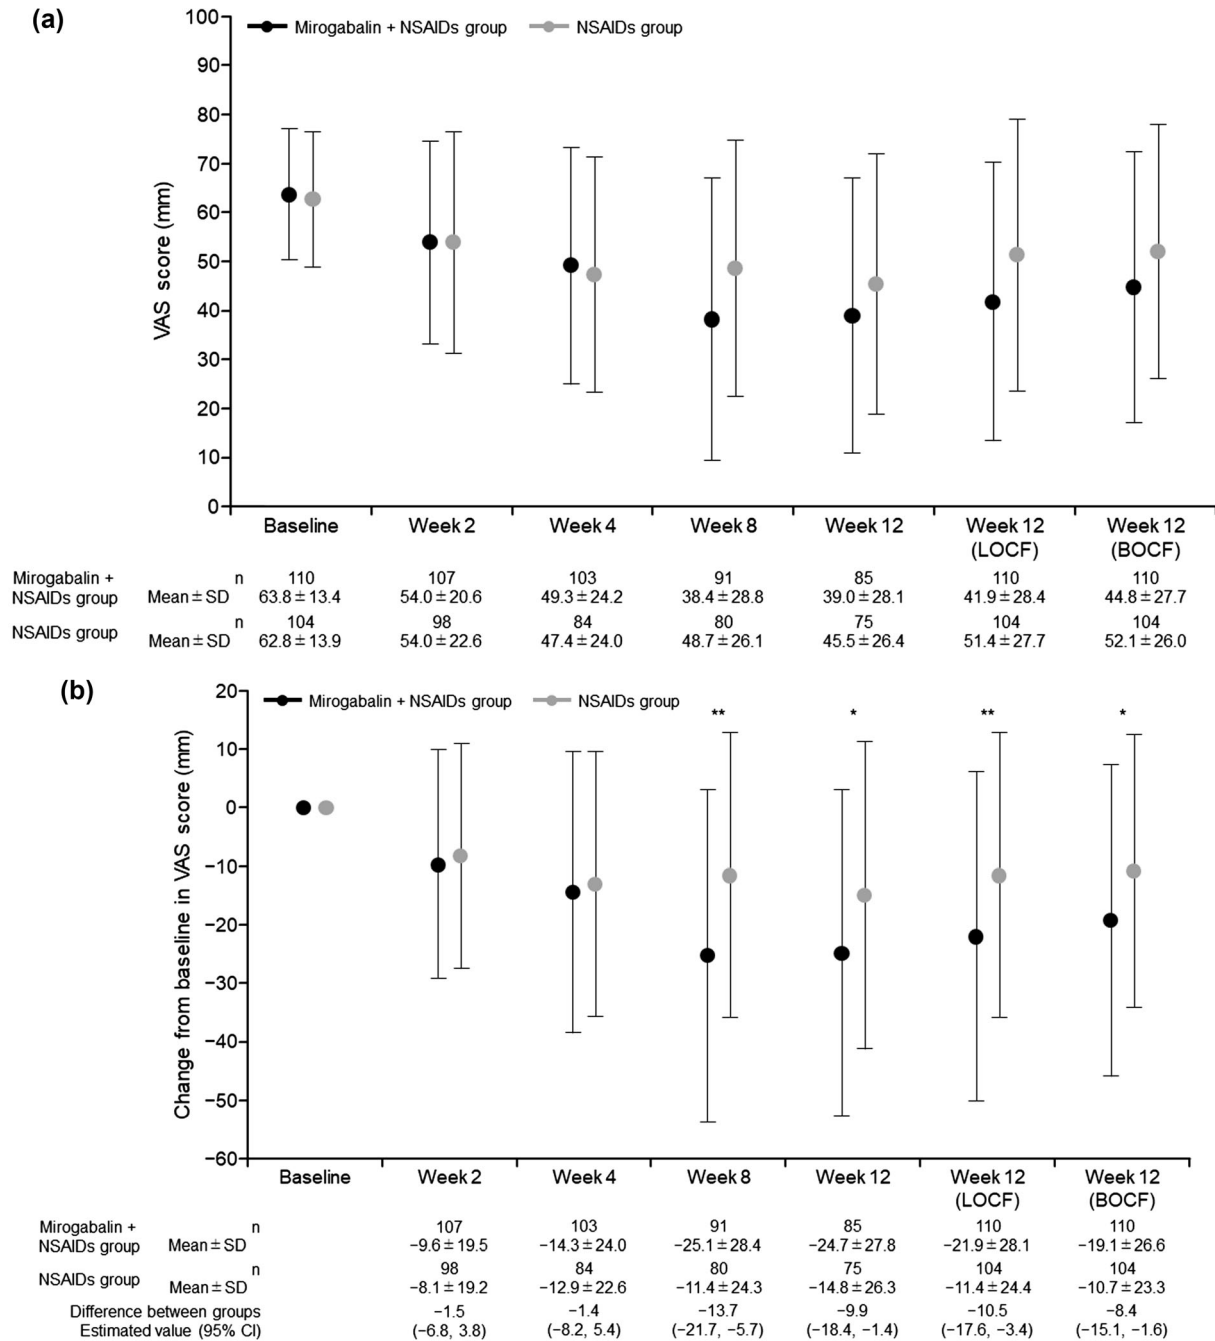 (a)
Mirogabalin + NSAIDs group NSAIDs group
VAS score (mm)
100
90
80
70
60
50
40
30
20
10
0
Baseline Week 2 Week 4 Week 8 Week 12 Week 12 Week 12
(LOCF) (BOCF)
Mirogabalin + n 110 107 103 91 85 110 110
NSAIDs group Mean ± SD 63.8 ± 13.4 54.0 ± 20.6 49.3 ± 24.2 38.4 ± 28.8 39.0 ± 28.1 41.9 ± 28.4 44.8 ± 27.7
NSAIDs group n 104 98 84 80 75 104 104
Mean ± SD 62.8 ± 13.9 54.0 ± 22.6 47.4 ± 24.0 48.7 ± 26.1 45.5 ± 26.4 51.4 ± 27.7 52.1 ± 26.0
(b)
Mirogabalin + NSAIDs group NSAIDs group
Change from baseline in VAS score (mm)
20
10
0
−10
−20
−30
−40
−50
−60
** * ** *
Baseline Week 2 Week 4 Week 8 Week 12 Week 12 Week 12
(LOCF) (BOCF)
Mirogabalin + n 107 103 91 85 110 110
NSAIDs group Mean ± SD −9.6 ± 19.5 −14.3 ± 24.0 −25.1 ± 28.4 −24.7 ± 27.8 −21.9 ± 28.1 −19.1 ± 26.6
NSAIDs group n 98 84 80 75 104 104
Mean ± SD −8.1 ± 19.2 −12.9 ± 22.6 −11.4 ± 24.3 −14.8 ± 26.3 −11.4 ± 24.4 −10.7 ± 23.3
Difference between groups −1.5 −1.4 −13.7 −9.9 −10.5 −8.4
Estimated value (95% CI) (−6.8, 3.8) (−8.2, 5.4) (−21.7, −5.7) (−18.4, −1.4) (−17.6, −3.4) (−15.1, −1.6)